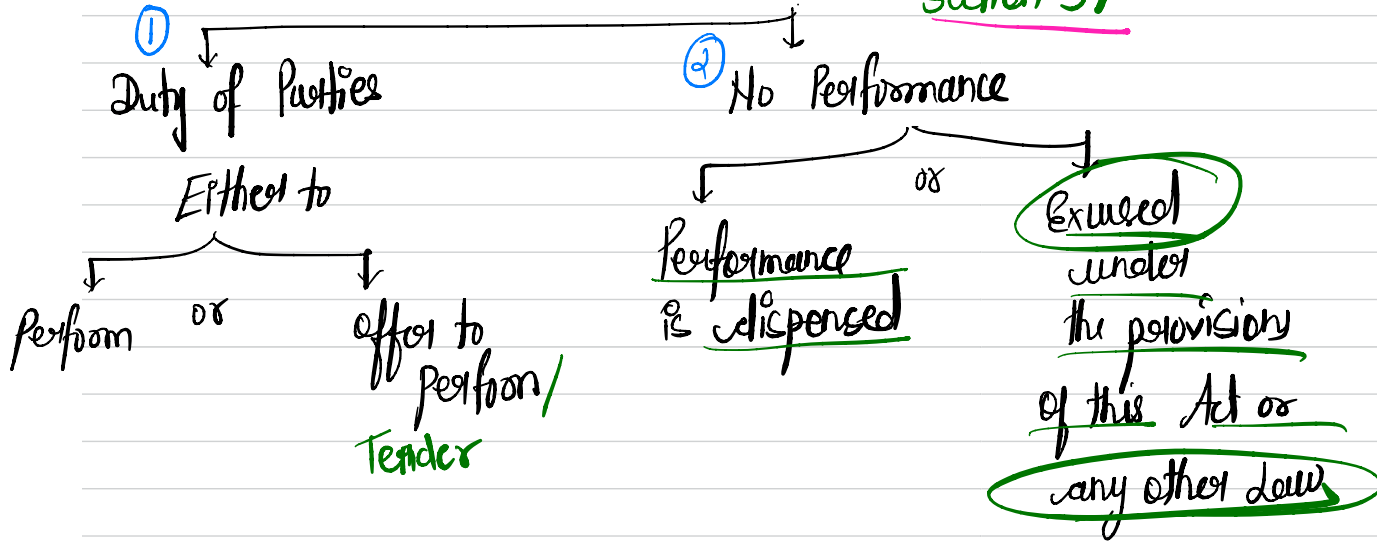 Section 37
① ②
Duty of Parties
No Performance
Either to
or
Excused
Performance
under
Perform or offer to
is dispensed
the provisions
perform/
of this Act or
Tender
any other Law